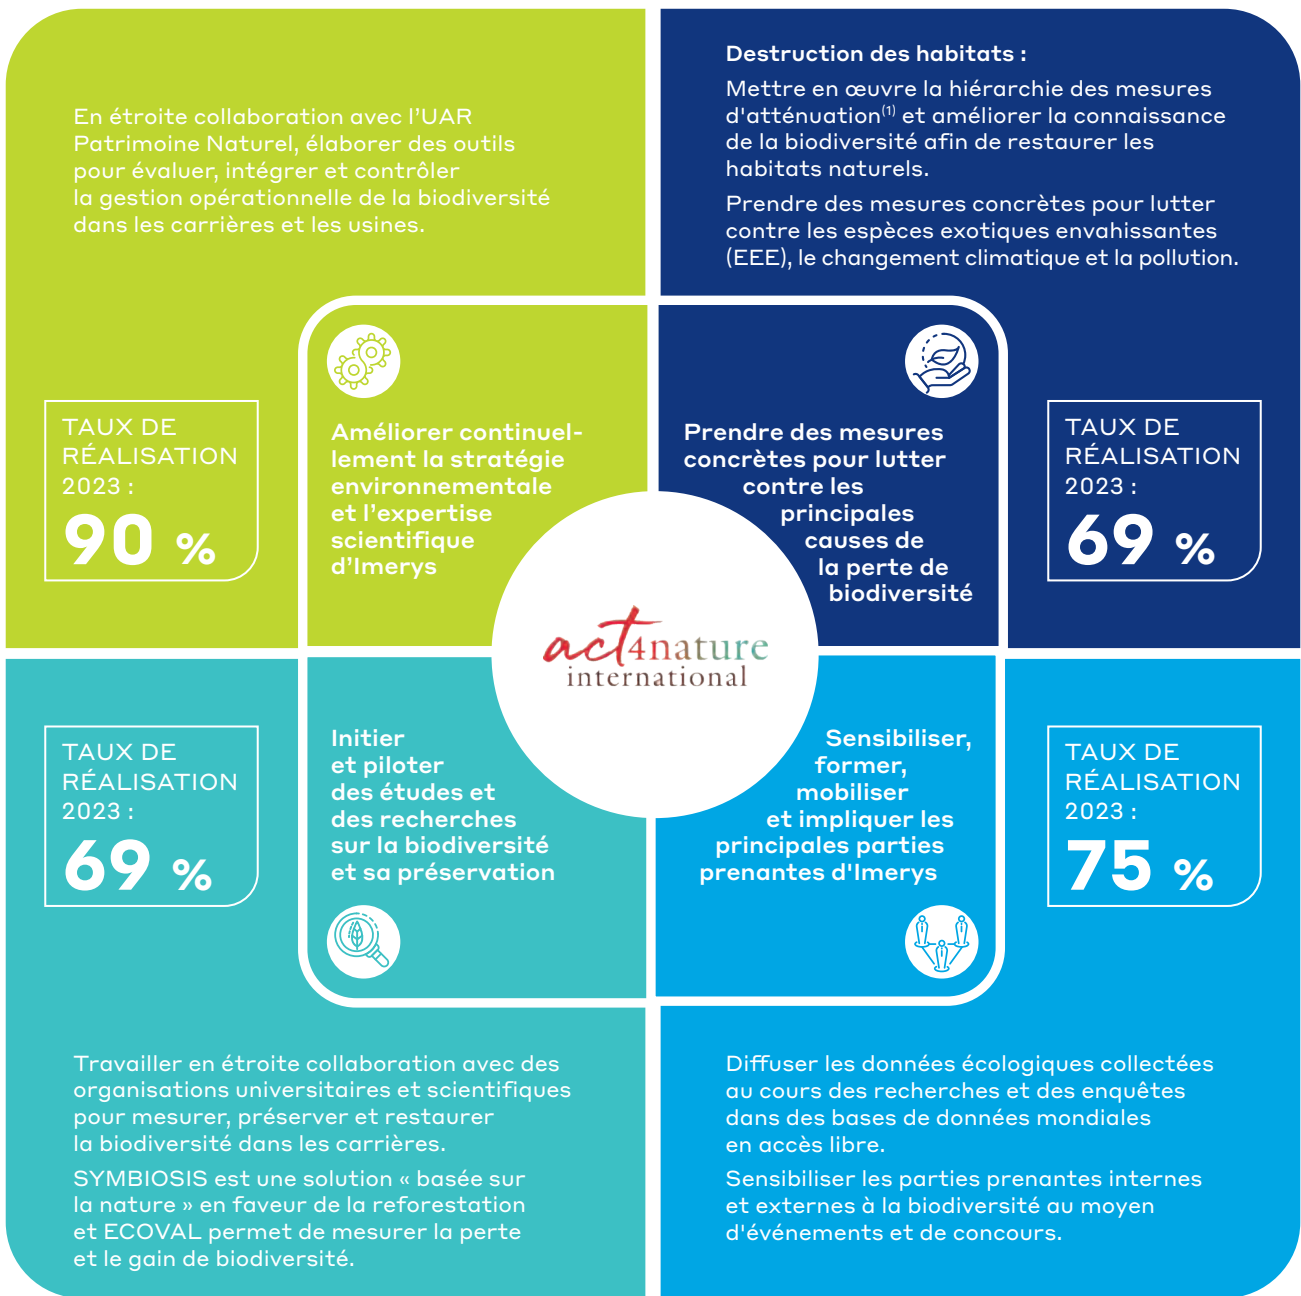 En étroite collaboration avec l’UAR
Patrimoine Naturel, élaborer des outils
pour évaluer, intégrer et contrôler
la gestion opérationnelle de la biodiversité
dans les carrières et les usines.
TAUX DE
RÉALISATION
2023 :
90 %
Améliorer continuel-
lement la stratégie
environnementale
et l’expertise
scientifique
d’Imerys
Destruction des habitats :
Mettre en œuvre la hiérarchie des mesures
d'atténuation(1) et améliorer la connaissance
de la biodiversité afin de restaurer les
habitats naturels.
Prendre des mesures concrètes pour lutter
contre les espèces exotiques envahissantes
(EEE), le changement climatique et la pollution.
Prendre des mesures
concrètes pour lutter
contre les
principales
causes de
la perte de
biodiversité
TAUX DE
RÉALISATION
2023 :
69 %
act4nature
international
TAUX DE
RÉALISATION
2023 :
69 %
Initier
et piloter
des études et
des recherches
sur la biodiversité
et sa préservation
Travailler en étroite collaboration avec des
organisations universitaires et scientifiques
pour mesurer, préserver et restaurer
la biodiversité dans les carrières.
SYMBIOSIS est une solution « basée sur
la nature » en faveur de la reforestation
et ECOVAL permet de mesurer la perte
et le gain de biodiversité.
Sensibiliser,
former,
mobiliser
et impliquer les
principales parties
prenantes d'Imerys
TAUX DE
RÉALISATION
2023 :
75 %
Diffuser les données écologiques collectées
au cours des recherches et des enquêtes
dans des bases de données mondiales
en accès libre.
Sensibiliser les parties prenantes internes
et externes à la biodiversité au moyen
d'événements et de concours.